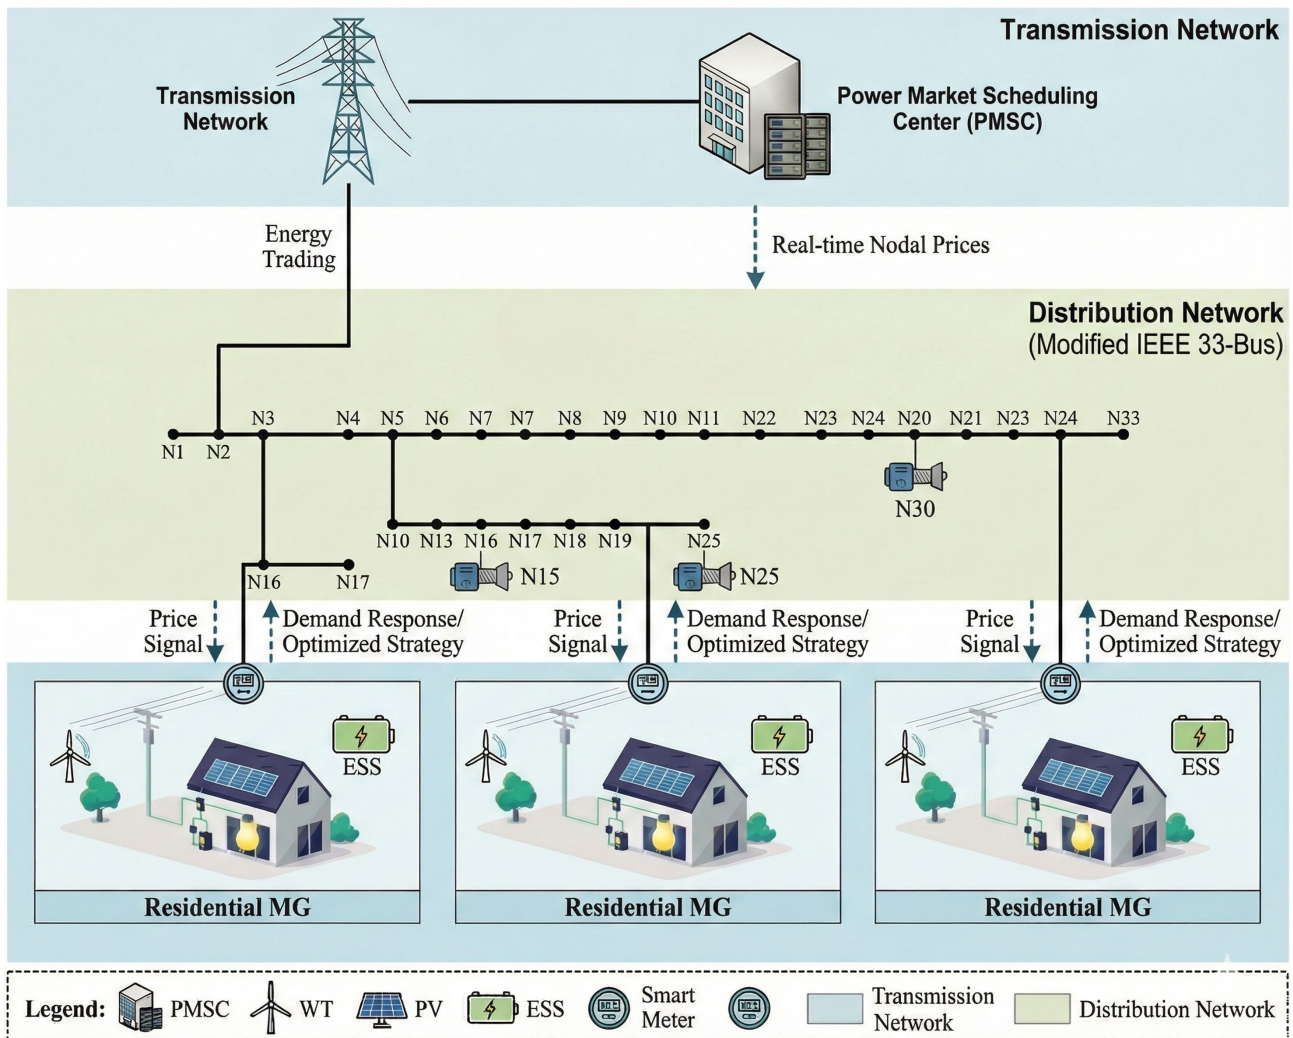 Transmission Network
Transmission
Network
Power Market Scheduling
Center (PMSC)
Energy
Trading
Real-time Nodal Prices
Distribution Network
(Modified IEEE 33-Bus)
N3 N4 N5 N6 N7 N7 N8 N9 N10 N11 N22 N23 N24 N20 N21 N23 N24 N33
N1 N2
N30
N10 N13 N16 N17 N18 N19 N25
N15
N25
N16 N17
Price
Signal
Demand Response/
Optimized Strategy
Price
Signal
Demand Response/
Optimized Strategy
Price
Signal
Demand Response/
Optimized Strategy
ESS
ESS
ESS
Residential MG
Residential MG
Residential MG
Legend:
PMSC
WT
PV
ESS
Smart
Meter
Transmission
Network
Distribution Network